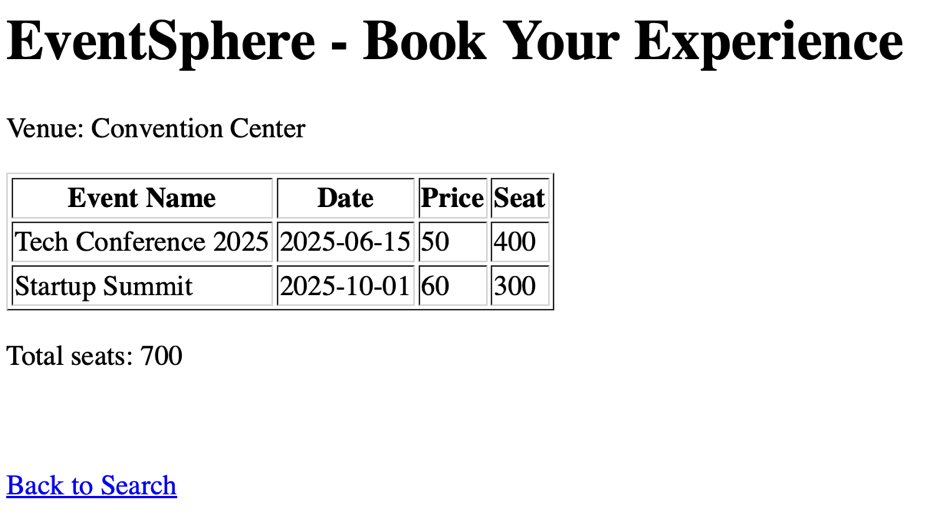 EventSphere - Book Your Experience
Venue: Convention Center
Event Name Date Price Seat
Tech Conference 2025 2025-06-15 50 400
Startup Summit 2025-10-01 60 300
Total seats: 700
Back to Search